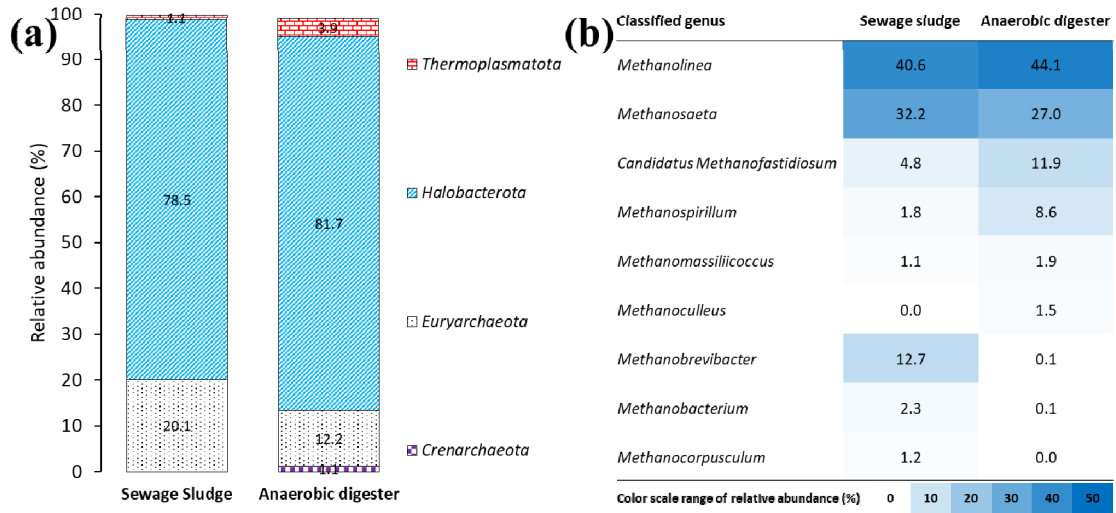 (a)
Relative abundance (%)
100
90
80
70
60
50
40
30
20
10
0
1.1
78.5
20.1
3.9
81.7
12.2
1.1
Sewage Sludge Anaerobic digester
Thermoplasmatota
Halobacterota
Euryarchaeota
Crenarchaeota
(b)
Classified genus Sewage sludge Anaerobic digester
Methanolinea 40.6 44.1
Methanosaeta 32.2 27.0
Candidatus Methanofastidiosum 4.8 11.9
Methanospirillum 1.8 8.6
Methanomassiliicoccus 1.1 1.9
Methanoculleus 0.0 1.5
Methanobrevibacter 12.7 0.1
Methanobacterium 2.3 0.1
Methanocorpusculum 1.2 0.0
Color scale range of relative abundance (%) 0 10 20 30 40 50